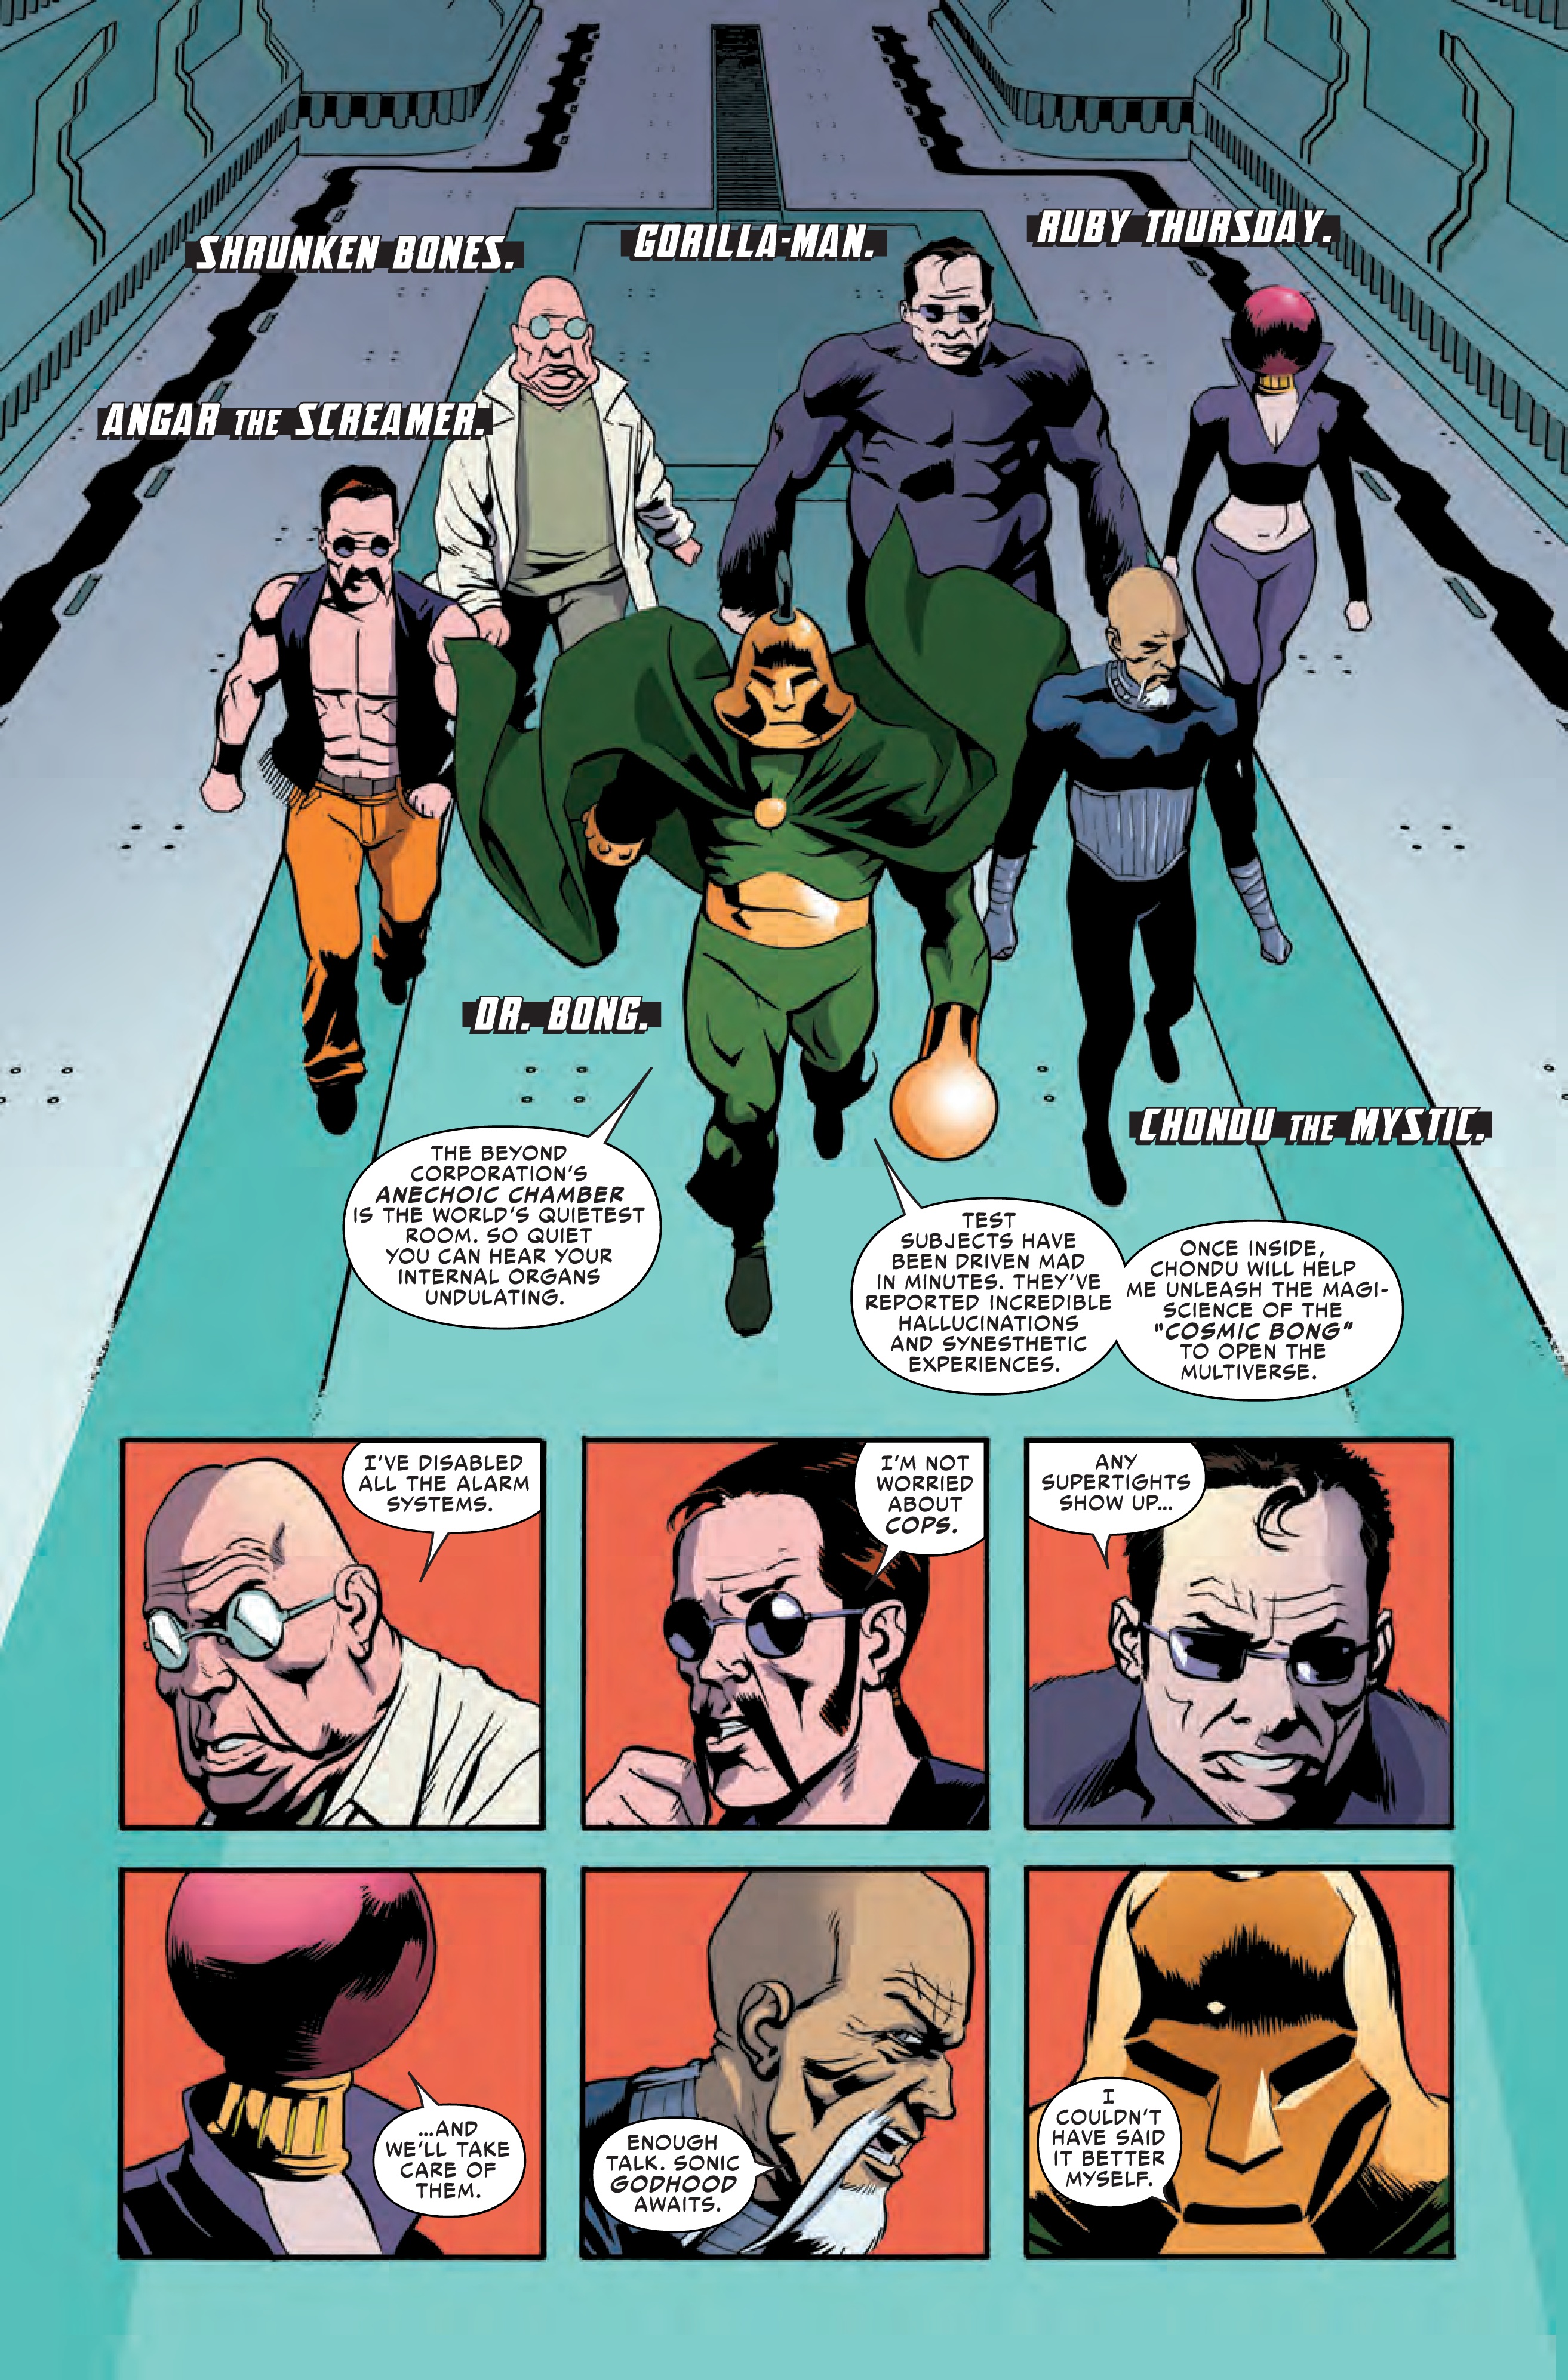 SHRUNKEN BONES.
GORILLA-MAN.
RUBY THURSDAY.
ANGAR THE SCREAMER.
DR. BONG.
CHONDU THE MYSTIC.
THE BEYOND
CORPORATION'S
ANECHOIC CHAMBER
IS THE WORLD'S QUIETEST
ROOM. SO QUIET
YOU CAN HEAR YOUR
INTERNAL ORGANS
UNDULATING.
TEST
SUBJECTS HAVE
BEEN DRIVEN MAD
IN MINUTES. THEY'VE
REPORTED INCREDIBLE
HALLUCINATIONS
AND SYNESTHETIC
EXPERIENCES.
ONCE INSIDE,
CHONDU WILL HELP
ME UNLEASH THE MAGI-
SCIENCE OF THE
"COSMIC BONG"
TO OPEN THE
MULTIVERSE.
I'VE DISABLED
ALL THE ALARM
SYSTEMS.
I'M NOT
WORRIED
ABOUT
COPS.
ANY
SUPERTIGHTS
SHOW UP...
...AND
WE'LL TAKE
CARE OF
THEM.
ENOUGH
TALK. SONIC
GODHOOD
AWAITS.
I
COULDN'T
HAVE SAID
IT BETTER
MYSELF.